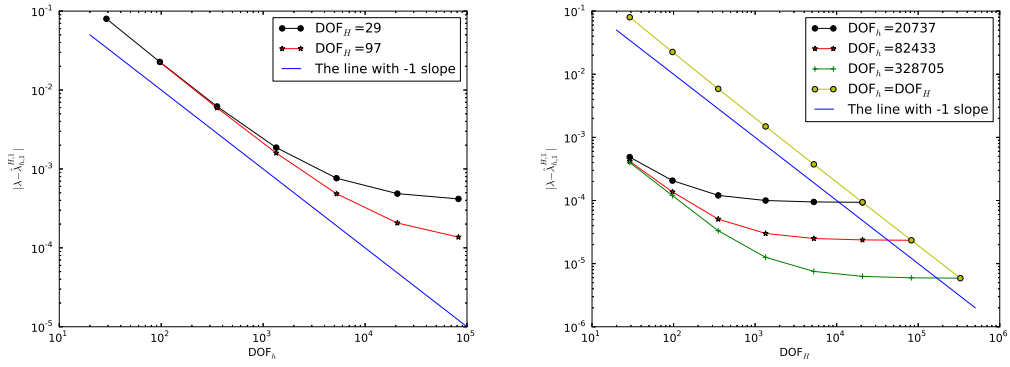 10^-1
10^-2
10^-3
10^-4
10^-5
10^1
10^2
10^3
10^4
10^5
DOF_h
|λ−λ̂_{h,1}^{H,1}|
DOF_H=29
DOF_H=97
The line with -1 slope
10^-1
10^-2
10^-3
10^-4
10^-5
10^-6
10^1
10^2
10^3
10^4
10^5
10^6
DOF_H
|λ−λ̂_{h,1}^{H,1}|
DOF_h=20737
DOF_h=82433
DOF_h=328705
DOF_h=DOF_H
The line with -1 slope